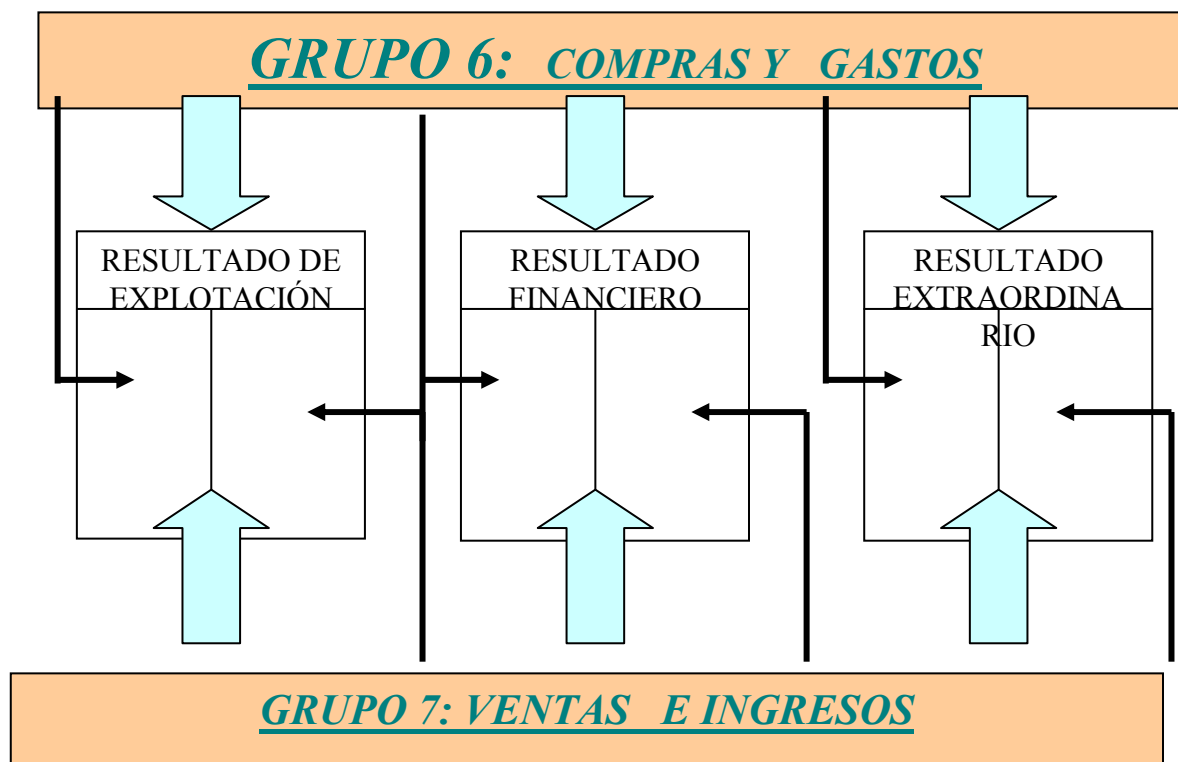 GRUPO 6: COMPRAS Y GASTOS
RESULTADO DE
EXPLOTACIÓN
RESULTADO
FINANCIERO
RESULTADO
EXTRAORDINA
RIO
GRUPO 7: VENTAS E INGRESOS